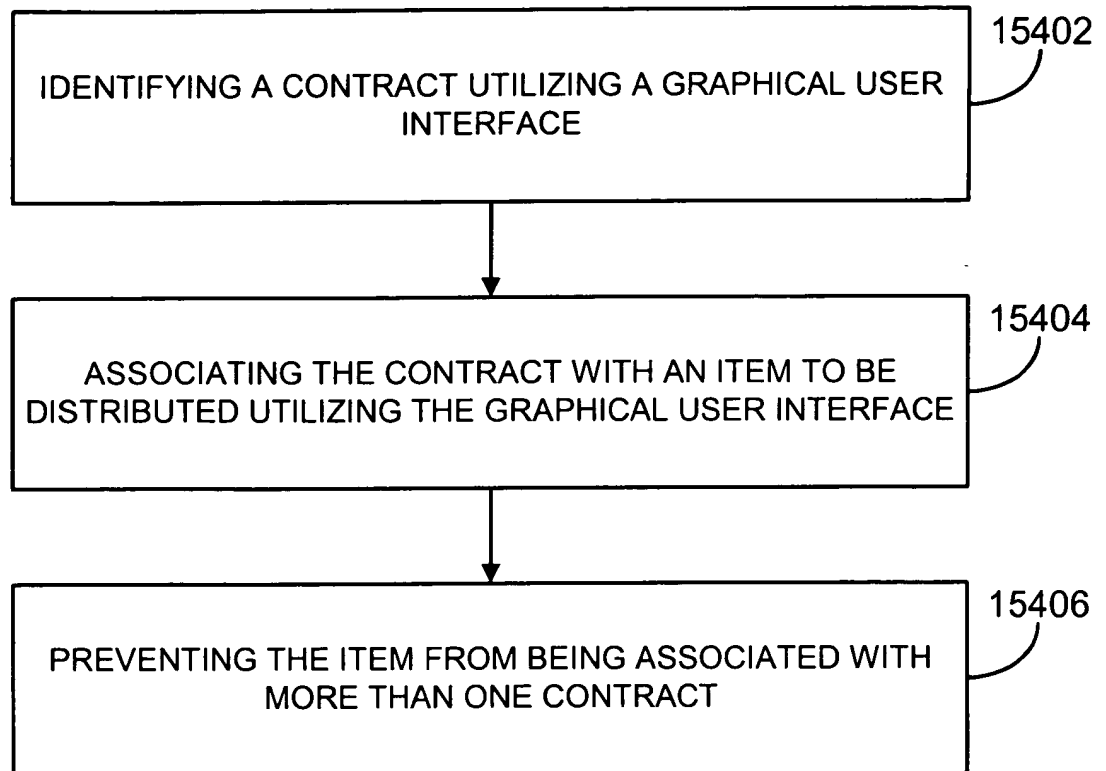 15402
IDENTIFYING A CONTRACT UTILIZING A GRAPHICAL USER
INTERFACE
15404
ASSOCIATING THE CONTRACT WITH AN ITEM TO BE
DISTRIBUTED UTILIZING THE GRAPHICAL USER INTERFACE
15406
PREVENTING THE ITEM FROM BEING ASSOCIATED WITH
MORE THAN ONE CONTRACT